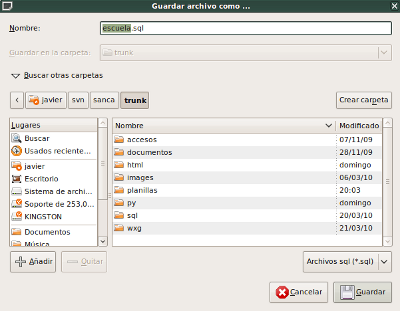 Guardar archivo como ...
Nombre: escuela.sql
Guardar en la carpeta: trunk
Buscar otras carpetas
< javier svn sanca trunk Crear carpeta
Lugares
Buscar
Usados reciente...
javier
Escritorio
Sistema de archi...
Soporte de 253,0...
KINGSTON
Documentos
Música
Nombre Modificado
accesos 07/11/09
documentos 28/11/09
html domingo
images 06/03/10
planillas 20:03
py domingo
sql 20/03/10
wxg 21/03/10
Añadir Quitar Archivos sql (*.sql)
Cancelar Guardar